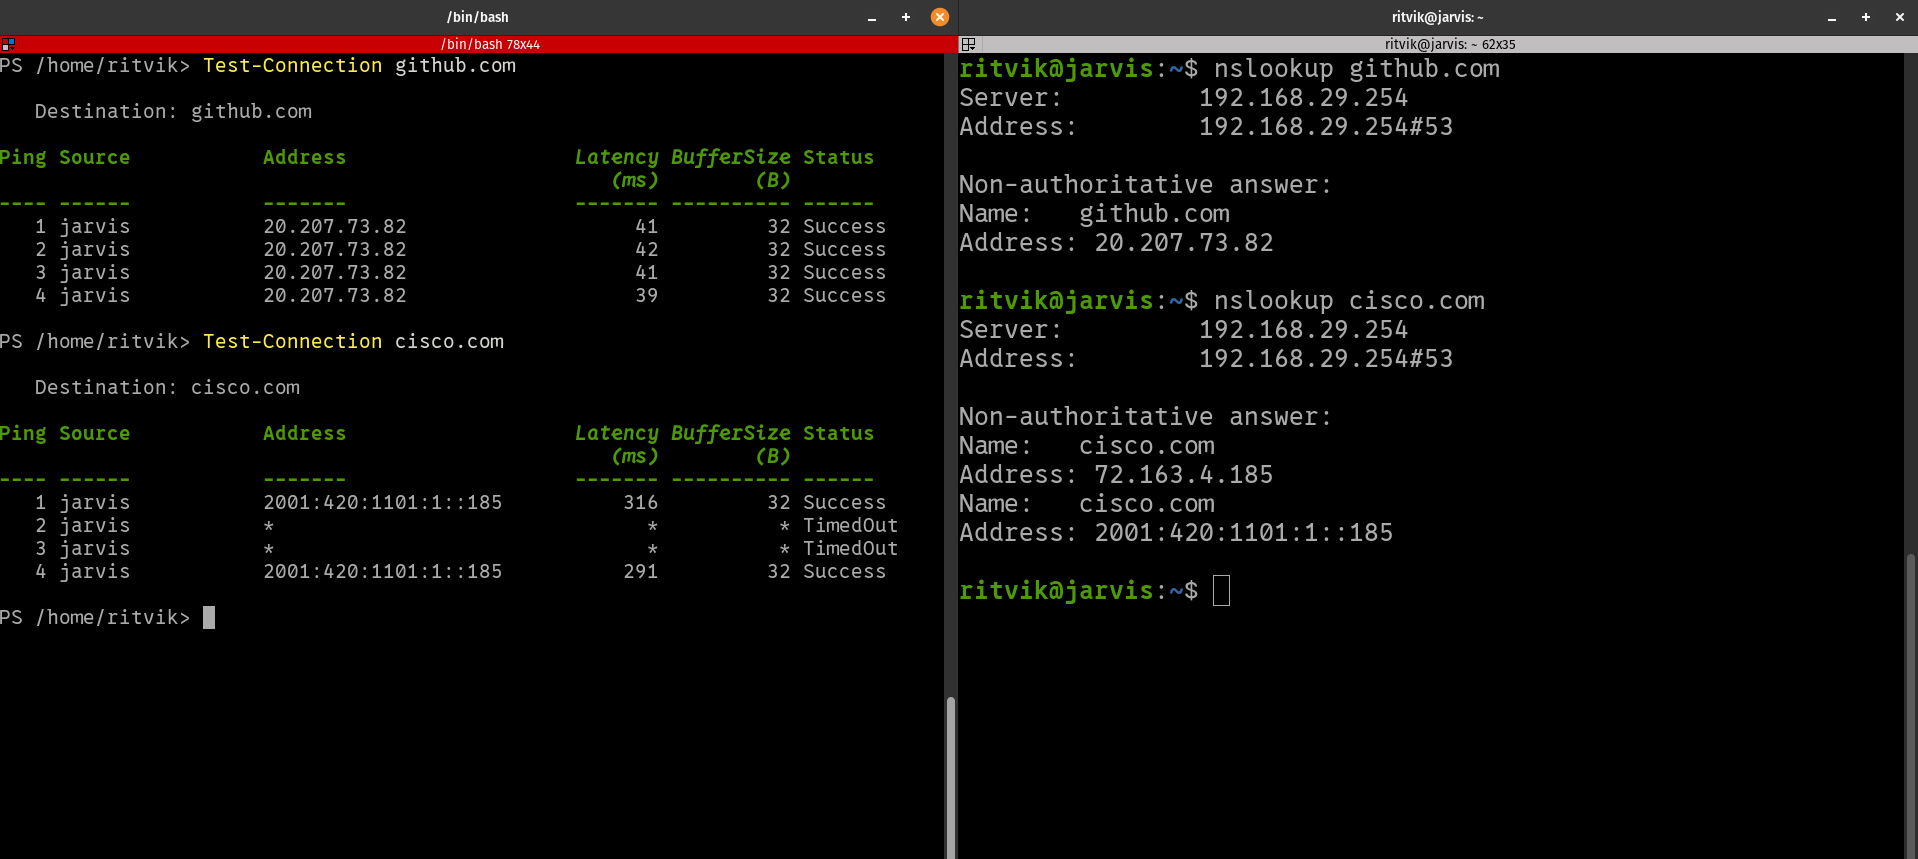 /bin/bash
/bin/bash 78x44
PS /home/ritvik> Test-Connection github.com
Destination: github.com
Ping Source Address Latency BufferSize Status
(ms) (B)
---- ------ ------- ------- ---------- ------
1 jarvis 20.207.73.82 41 32 Success
2 jarvis 20.207.73.82 42 32 Success
3 jarvis 20.207.73.82 41 32 Success
4 jarvis 20.207.73.82 39 32 Success
PS /home/ritvik> Test-Connection cisco.com
Destination: cisco.com
Ping Source Address Latency BufferSize Status
(ms) (B)
---- ------ ------- ------- ---------- ------
1 jarvis 2001:420:1101:1::185 316 32 Success
2 jarvis * * * TimedOut
3 jarvis * * * TimedOut
4 jarvis 2001:420:1101:1::185 291 32 Success
PS /home/ritvik>
ritvik@jarvis: ~
ritvik@jarvis: ~ 62x35
ritvik@jarvis:~$ nslookup github.com
Server: 192.168.29.254
Address: 192.168.29.254#53
Non-authoritative answer:
Name: github.com
Address: 20.207.73.82
ritvik@jarvis:~$ nslookup cisco.com
Server: 192.168.29.254
Address: 192.168.29.254#53
Non-authoritative answer:
Name: cisco.com
Address: 72.163.4.185
Name: cisco.com
Address: 2001:420:1101:1::185
ritvik@jarvis:~$